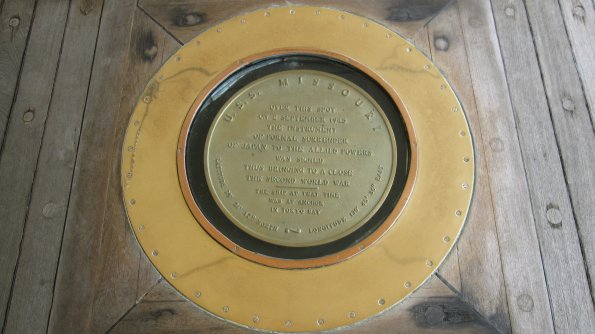 U.S.S. MISSOURI
OVER THIS SPOT
ON 2 SEPTEMBER 1945
THE INSTRUMENT
OF FORMAL SURRENDER
OF JAPAN TO THE ALLIED POWERS
WAS SIGNED
THUS BRINGING TO A CLOSE
THE SECOND WORLD WAR
THE SHIP AT THAT TIME
WAS AT ANCHOR
IN TOKYO BAY
LATITUDE 35° 21' 17" NORTH LONGITUDE 139° 45' 36" EAST